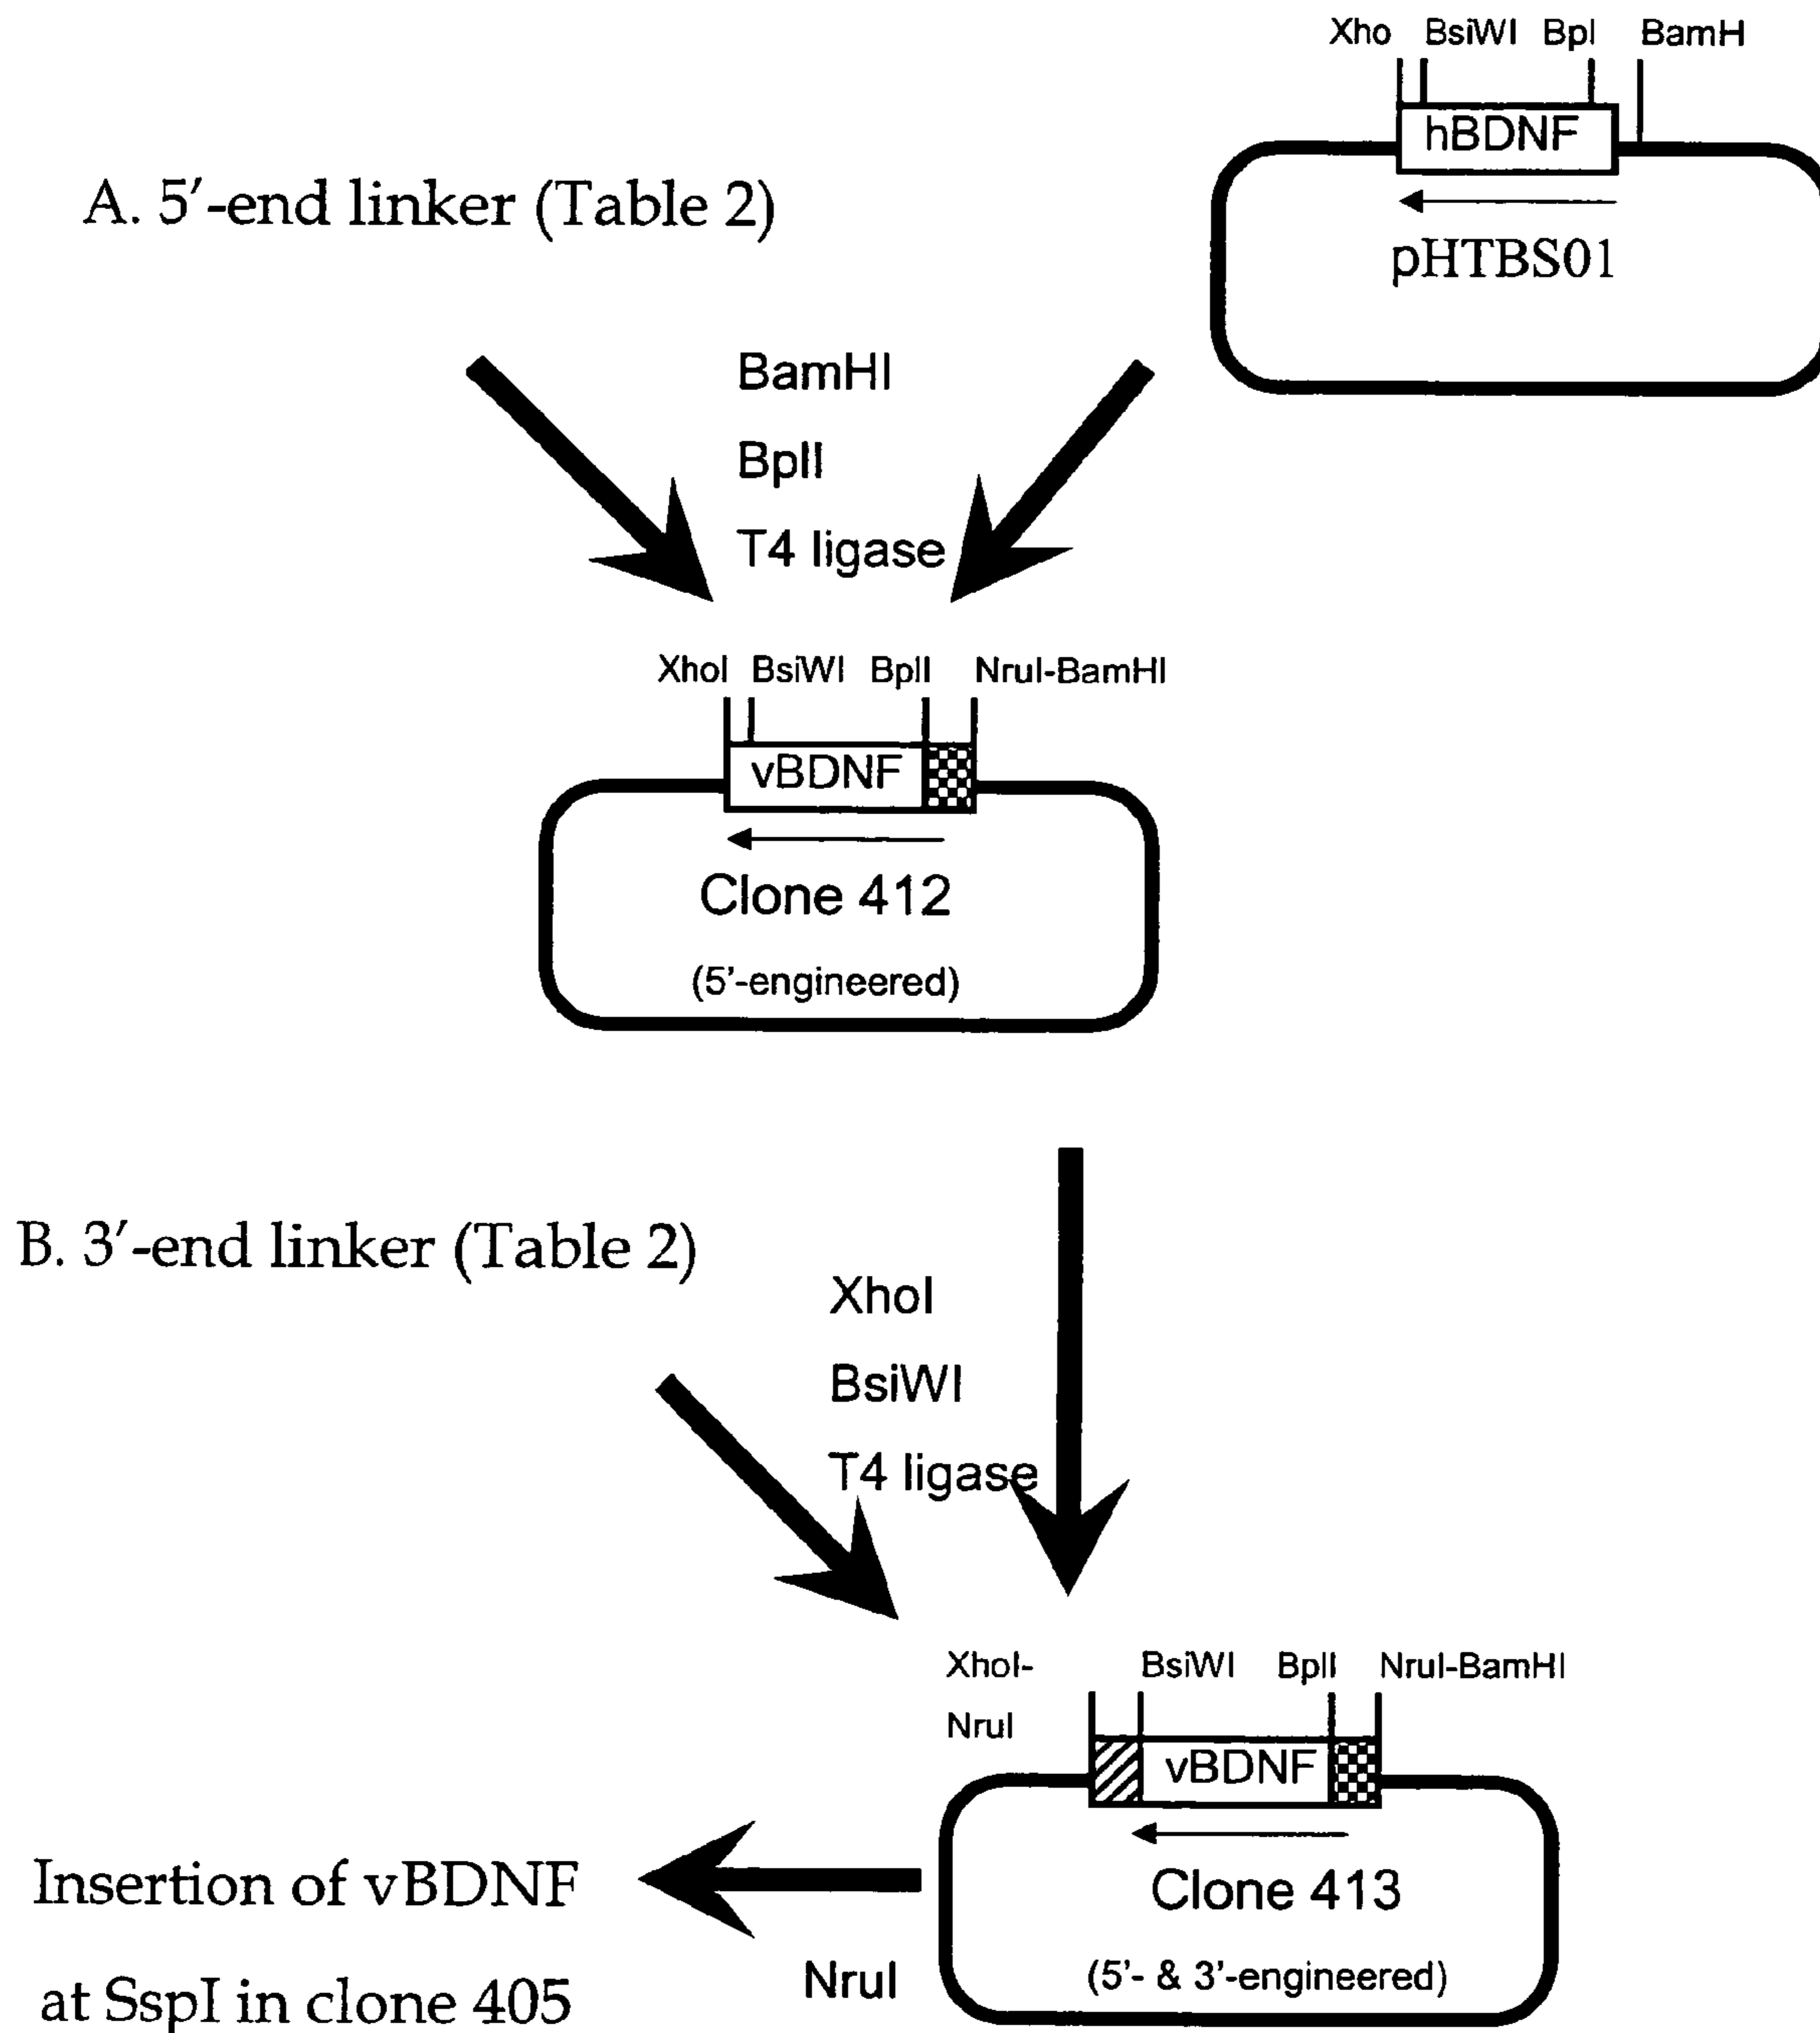 Xho BsiWI Bpl BamH
hBDNF
A. 5′-end linker (Table 2)
pHTBS01
BamHI
BplI
T4 ligase
XhoI BsiWI BplI NruI-BamHI
vBDNF
Clone 412
(5'-engineered)
B. 3′-end linker (Table 2)
XhoI
BsiWI
T4 ligase
XhoI- BsiWI BplI NruI-BamHI
NruI
vBDNF
Insertion of vBDNF
Clone 413
NruI
(5'- & 3'-engineered)
at SspI in clone 405